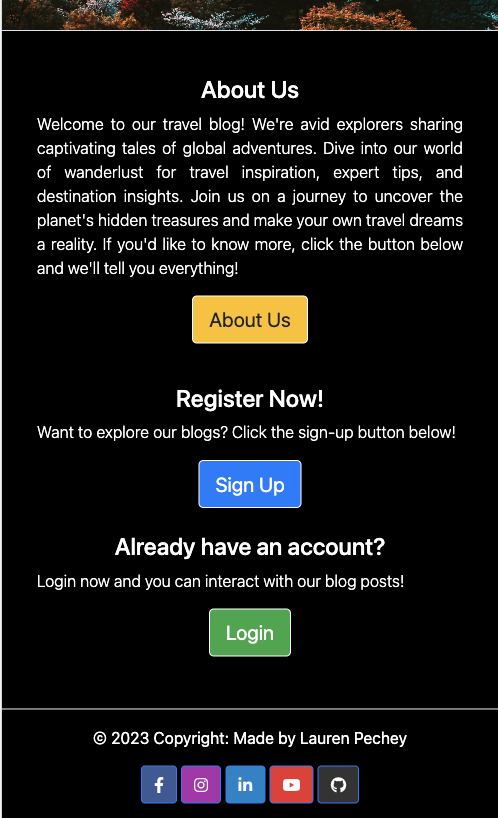 About Us
Welcome to our travel blog! We're avid explorers sharing
captivating tales of global adventures. Dive into our world
of wanderlust for travel inspiration, expert tips, and
destination insights. Join us on a journey to uncover the
planet's hidden treasures and make your own travel dreams
a reality. If you'd like to know more, click the button below
and we'll tell you everything!
About Us
Register Now!
Want to explore our blogs? Click the sign-up button below!
Sign Up
Already have an account?
Login now and you can interact with our blog posts!
Login
© 2023 Copyright: Made by Lauren Pechey